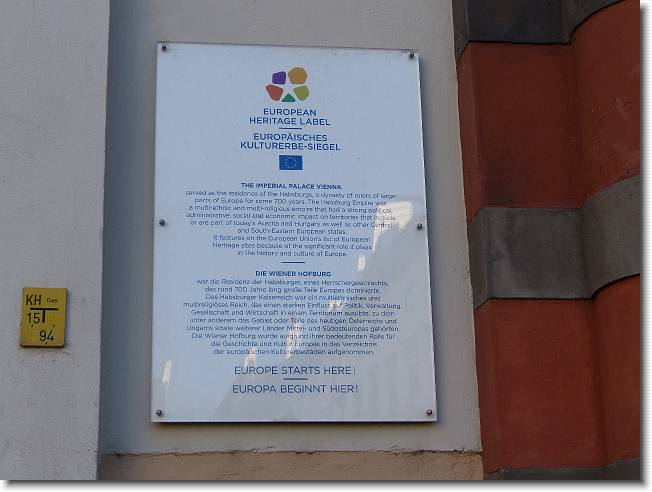 EUROPEAN
HERITAGE LABEL
EUROPÄISCHES
KULTURERBE-SIEGEL
THE IMPERIAL PALACE VIENNA
served as the residence of the Habsburgs, a dynasty of rulers of large
parts of Europe for some 700 years. The Habsburg Empire was
a multi-ethnic and multi-religious empire that had a strong political,
administrative, social and economic impact on territories that include
or are part of today's Austria and Hungary as well as other Central
and South-Eastern European states.
It features on the European Union's list of European
Heritage sites because of the significant role it plays
in the history and culture of Europe.
DIE WIENER HOFBURG
war die Residenz der Habsburger, eines Herrschergeschlechts,
das rund 700 Jahre lang große Teile Europas dominierte.
Das Habsburger Kaiserreich war ein multiethnisches und
multireligiöses Reich, das einen starken Einfluss auf Politik, Verwaltung,
Gesellschaft und Wirtschaft in einem Territorium ausübte, zu dem
unter anderem das Gebiet oder Teile des heutigen Österreichs und
Ungarns sowie weiterer Länder Mittel- und Südosteuropas gehörten.
Die Wiener Hofburg wurde aufgrund ihrer bedeutenden Rolle für
die Geschichte und Kultur Europas in das Verzeichnis
der europäischen Kulturerbestätten aufgenommen.
EUROPE STARTS HERE!
EUROPA BEGINNT HIER!
KH Gas
15
94